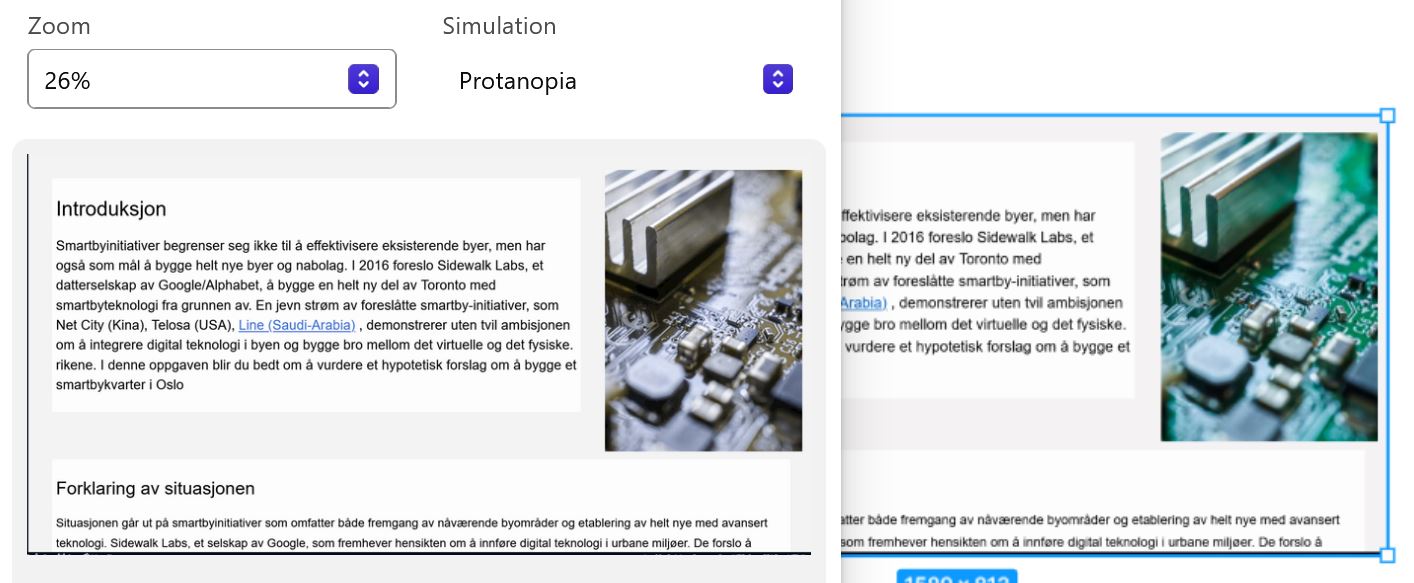 Zoom
Simulation
26%
Protanopia
Introduksjon
Smartbyinitiativer begrenser seg ikke til å effektivisere eksisterende byer, men har
også som mål å bygge helt nye byer og nabolag. I 2016 foreslo Sidewalk Labs, et
datterselskap av Google/Alphabet, å bygge en helt ny del av Toronto med
smartbyteknologi fra grunnen av. En jevn strøm av foreslåtte smartby-initiativer, som
Net City (Kina), Telosa (USA), Line (Saudi-Arabia) , demonstrerer uten tvil ambisjonen
om å integrere digital teknologi i byen og bygge bro mellom det virtuelle og det fysiske.
rikene. I denne oppgaven blir du bedt om å vurdere et hypotetisk forslag om å bygge et
smartbykvarter i Oslo
Forklaring av situasjonen
Situasjonen går ut på smartbyinitiativer som omfatter både fremgang av nåværende byområder og etablering av helt nye med avansert
teknologi. Sidewalk Labs, et selskap av Google, som fremhever hensikten om å innføre digital teknologi i urbane miljøer. De forslo å
ffektivisere eksisterende byer, men har
bolag. I 2016 foreslo Sidewalk Labs, et
en helt ny del av Toronto med
trøm av foreslåtte smartby-initiativer, som
Arabia) , demonstrerer uten tvil ambisjonen
ygge bro mellom det virtuelle og det fysiske.
vurdere et hypotetisk forslag om å bygge et
atter både fremgang av nåværende byområder og etablering av helt nye med avansert
som fremhever hensikten om å innføre digital teknologi i urbane miljøer. De forslo å